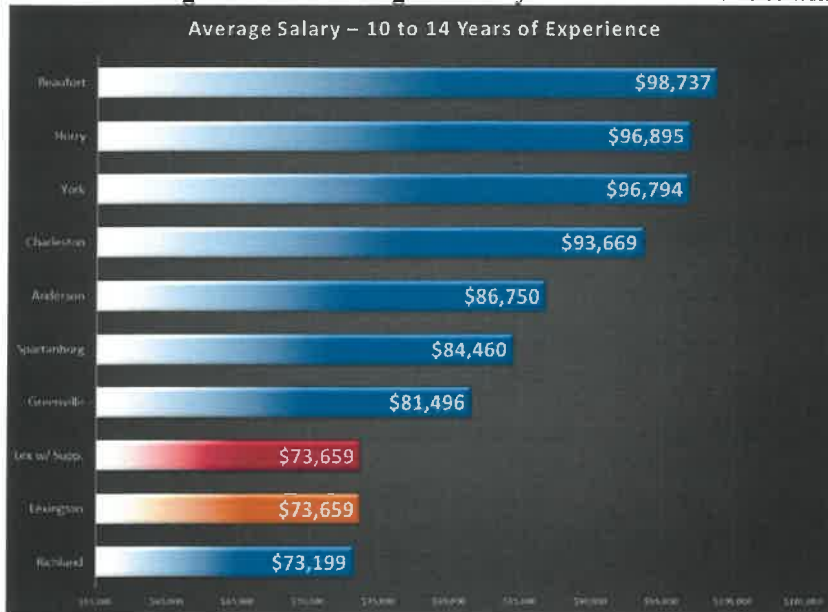 Average Salary – 10 to 14 Years of Experience
Beaufort
$98,737
Horry
$96,895
York
$96,794
Charleston
$93,669
Anderson
$86,750
Spartanburg
$84,460
Greenville
$81,496
Lex w/ Supp.
$73,659
Lexington
$73,659
Richland
$73,199